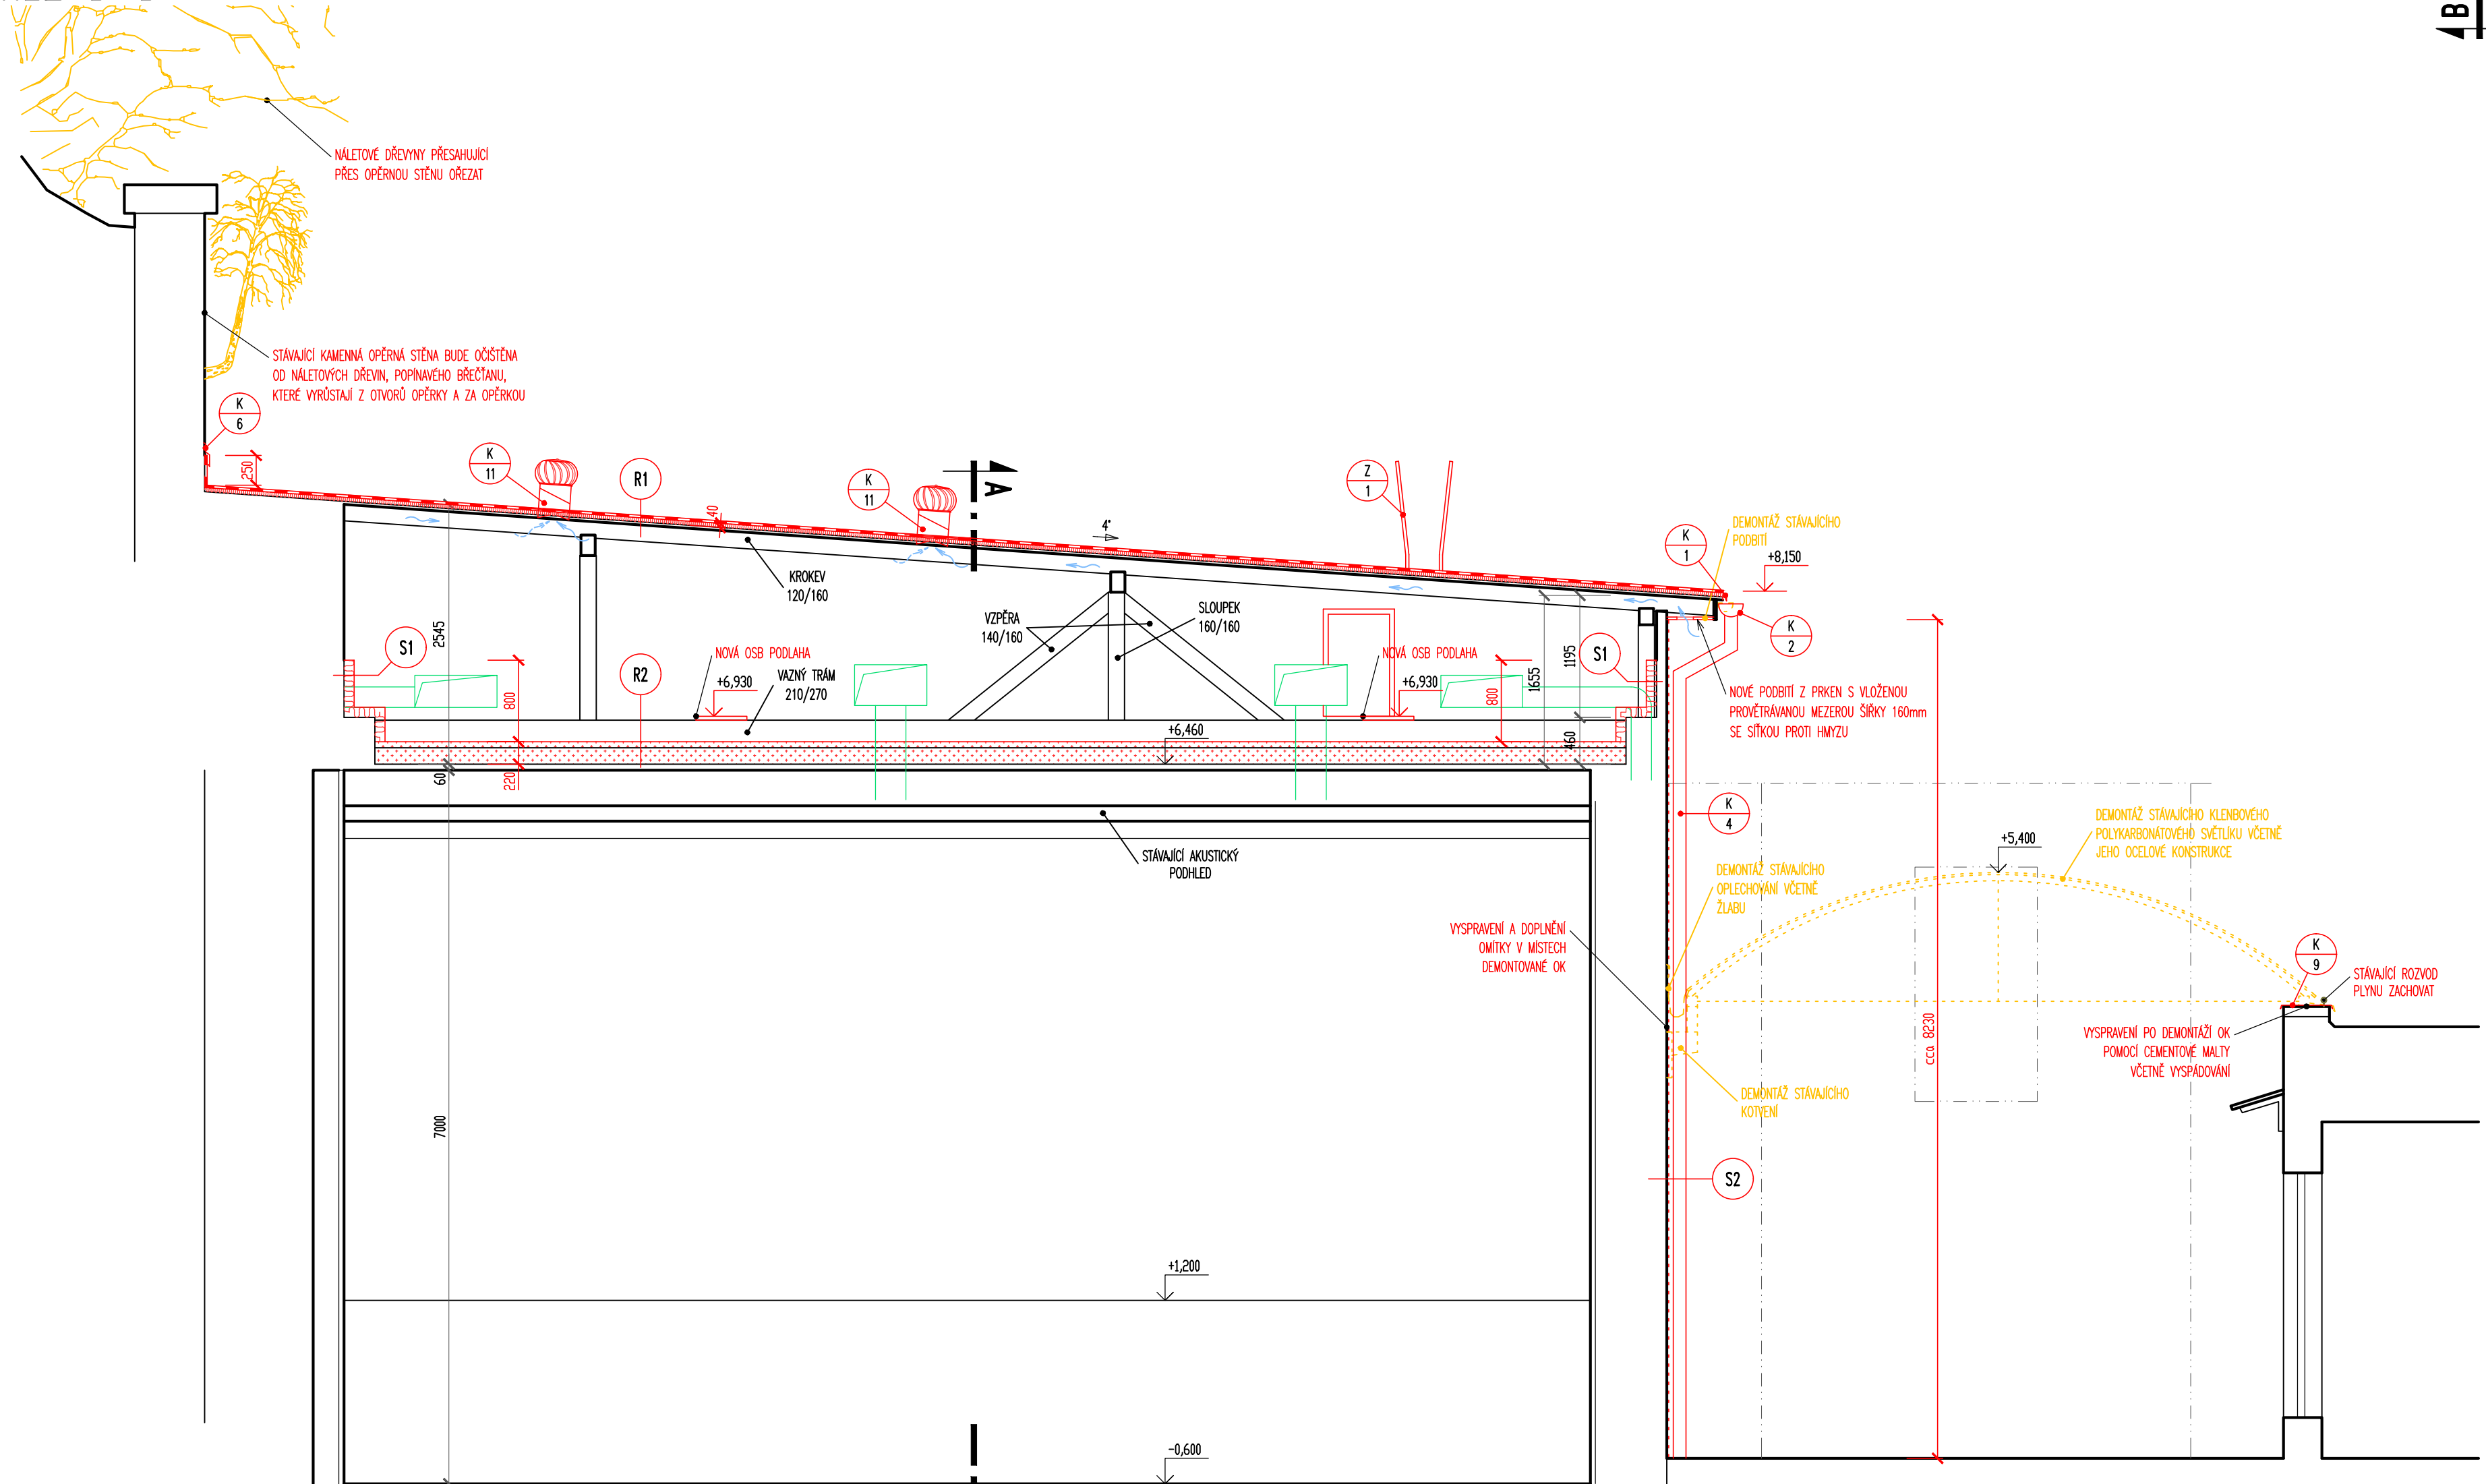 B
NÁLETOVÉ DŘEVYNY PŘESAHUJÍCÍ
PŘES OPĚRNOU STĚNU OŘEZAT
STÁVAJÍCÍ KAMENNÁ OPĚRNÁ STĚNA BUDE OČIŠTĚNA
OD NÁLETOVÝCH DŘEVIN, POPÍNAVÉHO BŘEČŤANU,
KTERÉ VYRŮSTAJÍ Z OTVORŮ OPĚRKY A ZA OPĚRKOU
K
6
250
K
11
R1
K
11
A
Z
1
40
4°
K
1
DEMONTÁŽ STÁVAJÍCÍHO
PODBITÍ
+8,150
KROKEV
120/160
VZPĚRA
140/160
SLOUPEK
160/160
K
2
2545
S1
R2
NOVÁ OSB PODLAHA
+6,930
VAZNÝ TRÁM
210/270
NOVÁ OSB PODLAHA
+6,930
S1
1195
1655
800
800
460
NOVÉ PODBITÍ Z PRKEN S VLOŽENOU
PROVĚTRÁVANOU MEZEROU ŠÍŘKY 160mm
SE SÍŤKOU PROTI HMYZU
+6,460
60
220
K
4
STÁVAJÍCÍ AKUSTICKÝ
PODHLED
+5,400
DEMONTÁŽ STÁVAJÍCÍHO KLENBOVÉHO
POLYKARBONÁTOVÉHO SVĚTLÍKU VČETNĚ
JEHO OCELOVÉ KONSTRUKCE
DEMONTÁŽ STÁVAJÍCÍHO
OPLECHOVÁNÍ VČETNĚ
ŽLABU
VYSPRAVENÍ A DOPLNĚNÍ
OMÍTKY V MÍSTECH
DEMONTOVANÉ OK
K
9
STÁVAJÍCÍ ROZVOD
PLYNU ZACHOVAT
VYSPRAVENÍ PO DEMONTÁŽÍ OK
POMOCÍ CEMENTOVÉ MALTY
VČETNĚ VYSPÁDOVÁNÍ
cca 8230
DEMONTÁŽ STÁVAJÍCÍHO
KOTVENÍ
7000
S2
+1,200
-0,600